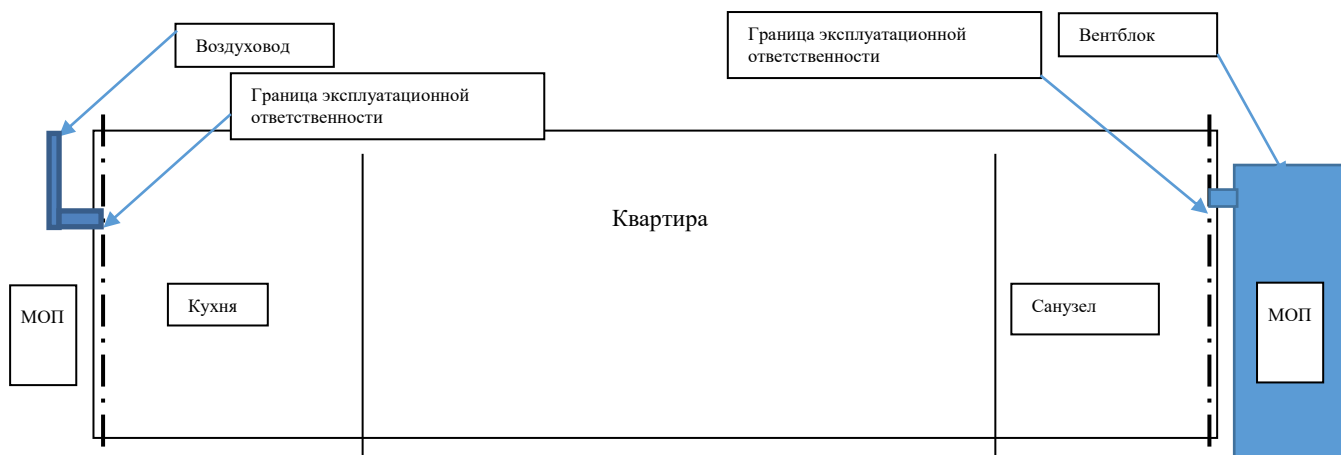 Воздуховод
Граница эксплуатационной
ответственности
Граница эксплуатационной
ответственности
Вентблок
Квартира
МОП
Кухня
Санузел
МОП